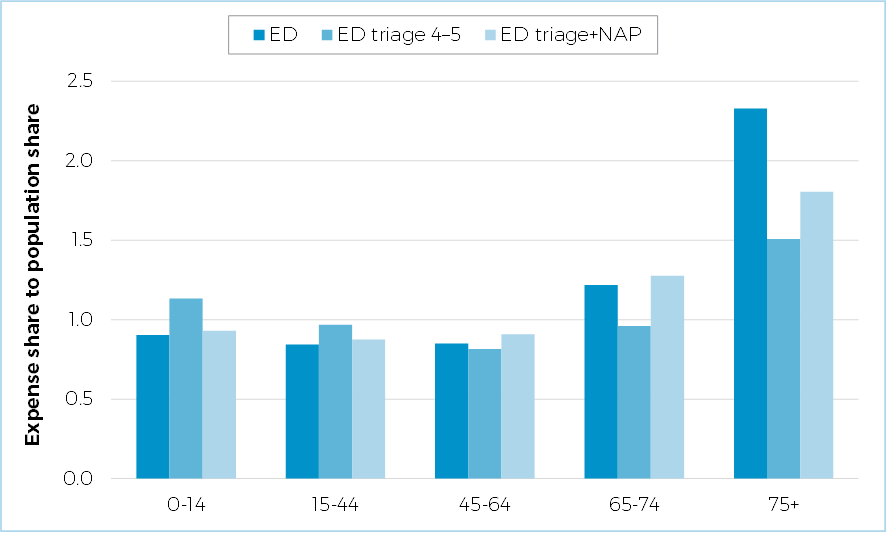 ED ED triage 4–5 ED triage+NAP
Expense share to population share
2.5
2.0
1.5
1.0
0.5
0.0
0-14 15-44 45-64 65-74 75+